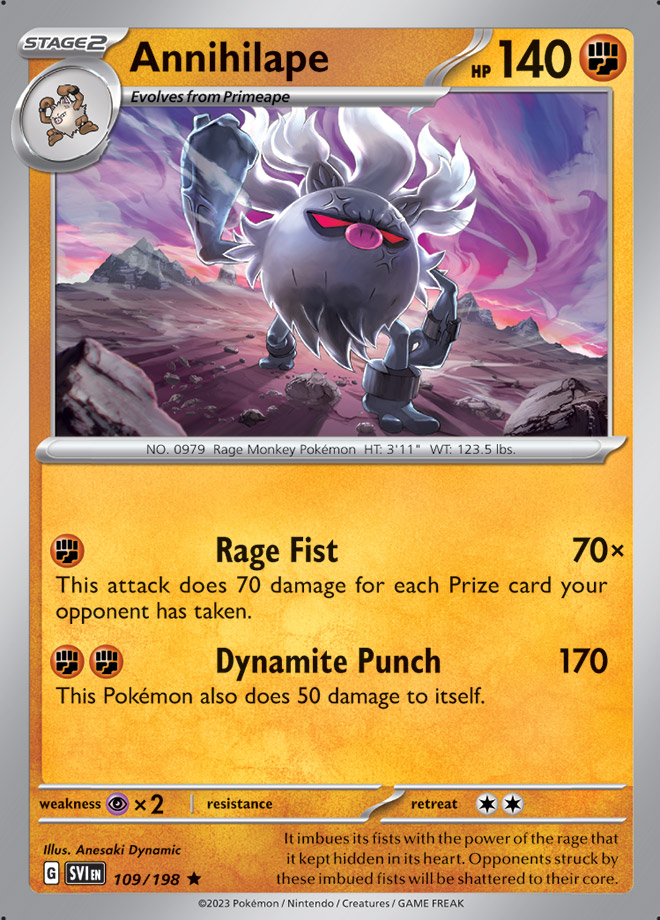 STAGE2
Annihilape
HP 140
Evolves from Primeape
NO. 0979 Rage Monkey Pokémon HT: 3'11" WT: 123.5 lbs.
Rage Fist 70×
This attack does 70 damage for each Prize card your
opponent has taken.
Dynamite Punch 170
This Pokémon also does 50 damage to itself.
weakness ×2 resistance retreat
Illus. Anesaki Dynamic
It imbues its fists with the power of the rage that
it kept hidden in its heart. Opponents struck by
these imbued fists will be shattered to their core.
G SVI EN 109/198
©2023 Pokémon / Nintendo / Creatures / GAME FREAK